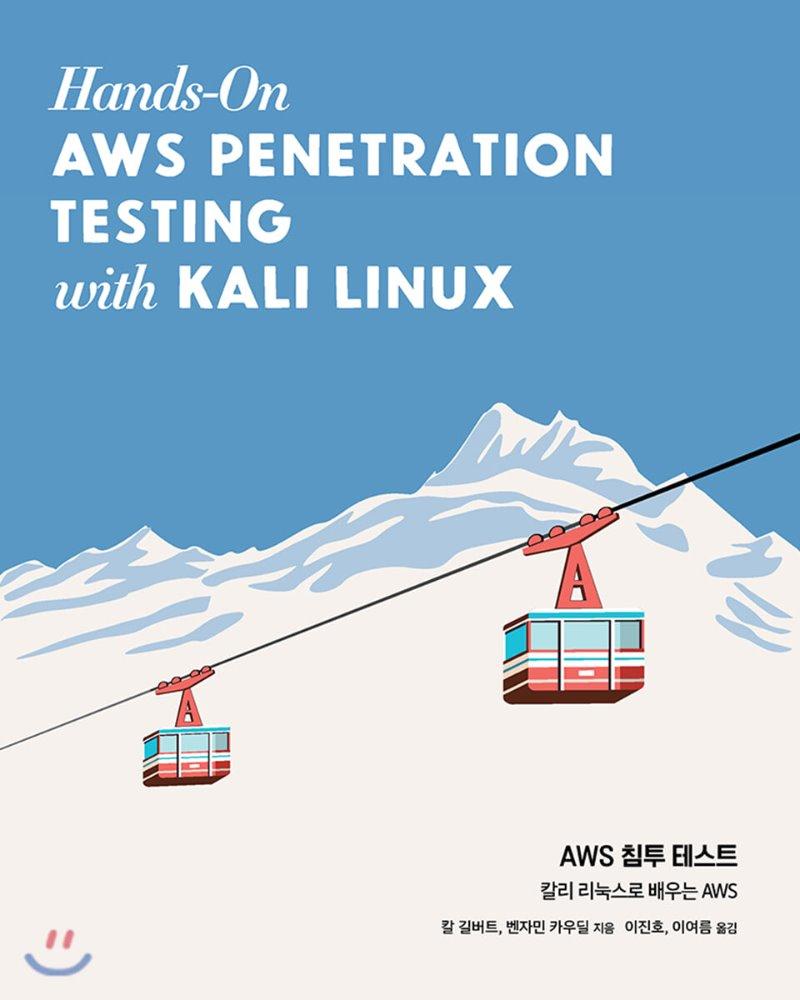 Hands-On
AWS PENETRATION
TESTING
with KALI LINUX
AWS 침투 테스트
칼리 리눅스로 배우는 AWS
칼 길버트, 벤자민 카우딜 지음 이진호, 이여름 옮김